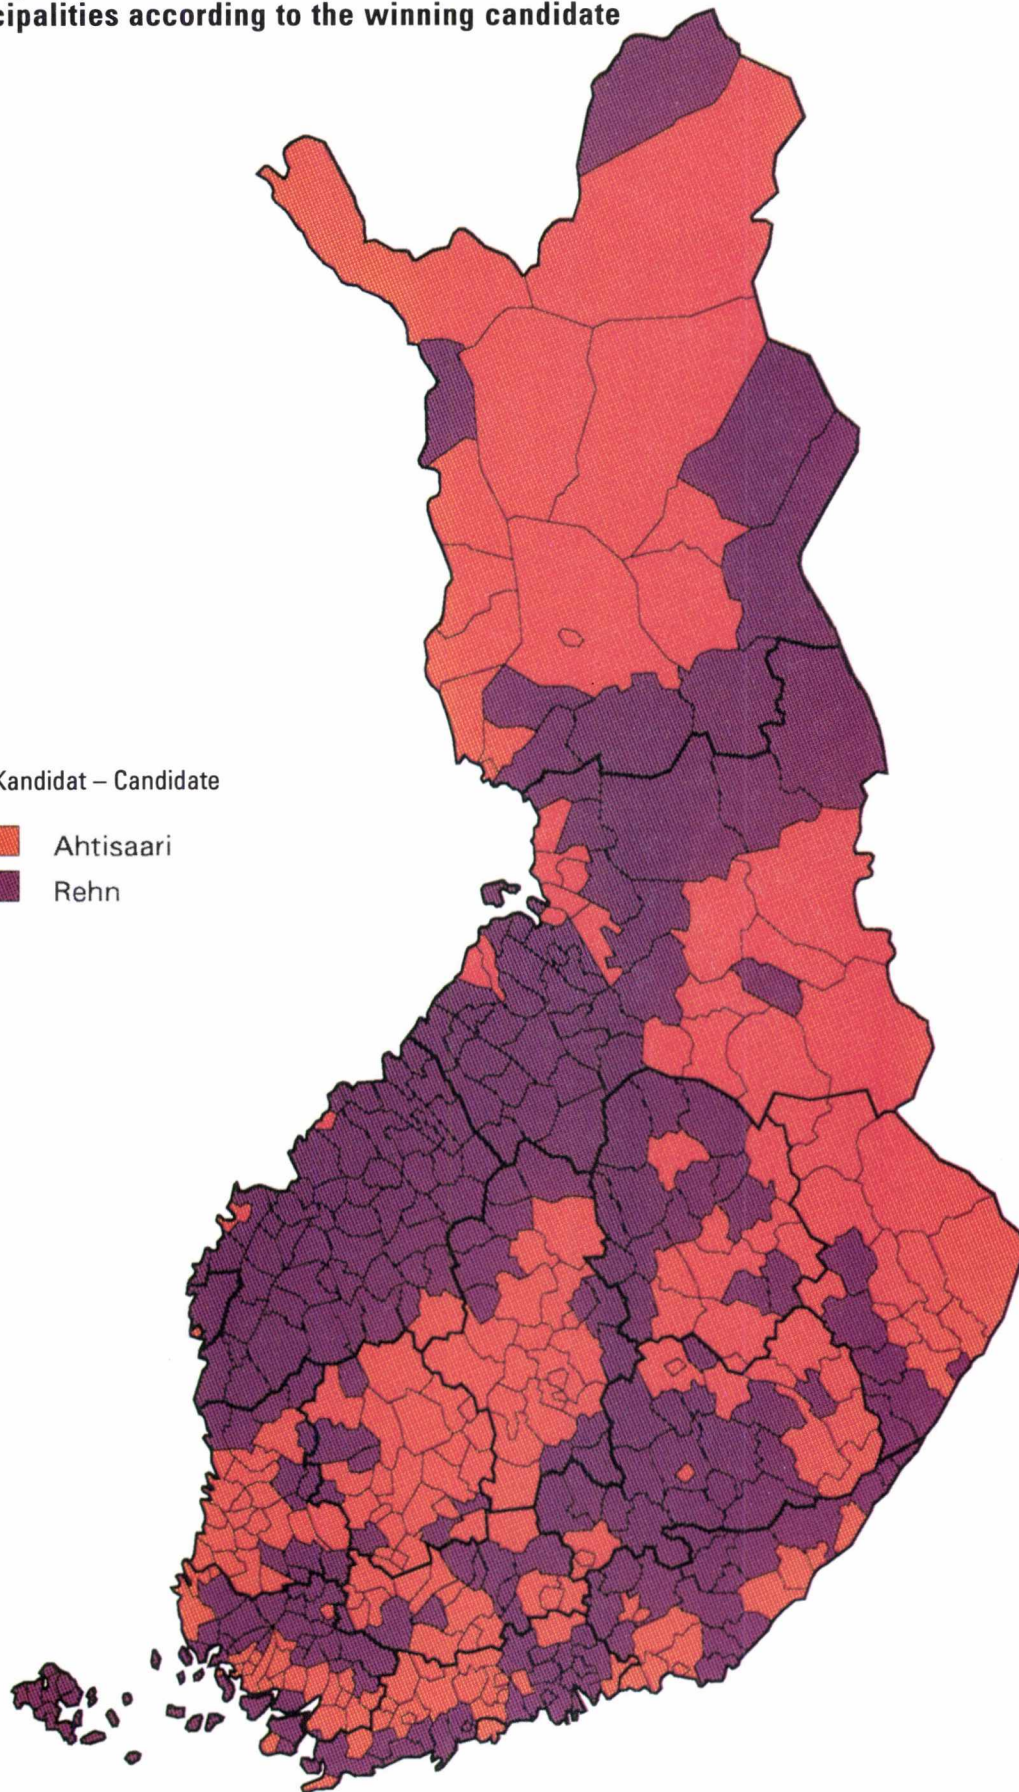 cipalities according to the winning candidate
Kandidat – Candidate
Ahtisaari
Rehn